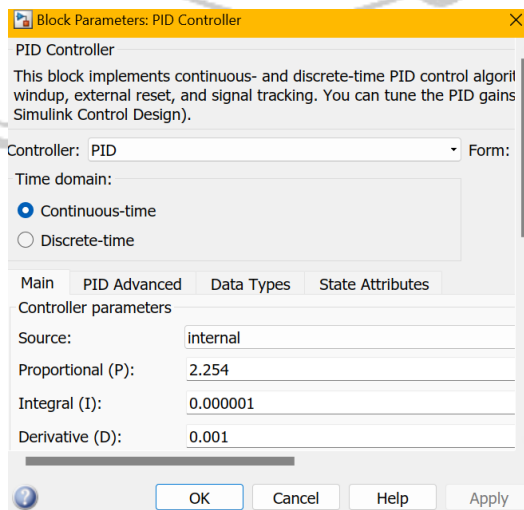 Block Parameters: PID Controller
PID Controller
This block implements continuous- and discrete-time PID control algorit
windup, external reset, and signal tracking. You can tune the PID gains
Simulink Control Design).
Controller: PID Form:
Time domain:
Continuous-time
Discrete-time
Main PID Advanced Data Types State Attributes
Controller parameters
Source: internal
Proportional (P): 2.254
Integral (I): 0.000001
Derivative (D): 0.001
OK Cancel Help Apply